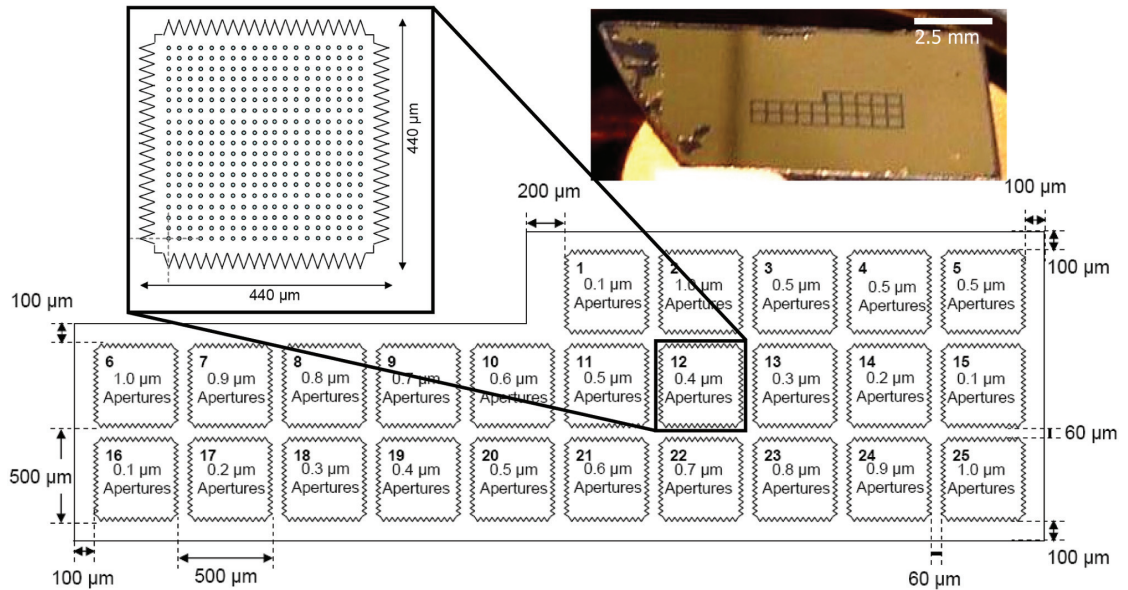 2.5 mm
440 µm
440 µm
200 µm
100 µm
100 µm
100 µm
1
0.1 µm
Apertures
2
1.0 µm
Apertures
3
0.5 µm
Apertures
4
0.5 µm
Apertures
5
0.5 µm
Apertures
6
1.0 µm
Apertures
7
0.9 µm
Apertures
8
0.8 µm
Apertures
9
0.7 µm
Apertures
10
0.6 µm
Apertures
11
0.5 µm
Apertures
12
0.4 µm
Apertures
13
0.3 µm
Apertures
14
0.2 µm
Apertures
15
0.1 µm
Apertures
60 µm
500 µm
16
0.1 µm
Apertures
17
0.2 µm
Apertures
18
0.3 µm
Apertures
19
0.4 µm
Apertures
20
0.5 µm
Apertures
21
0.6 µm
Apertures
22
0.7 µm
Apertures
23
0.8 µm
Apertures
24
0.9 µm
Apertures
25
1.0 µm
Apertures
100 µm
500 µm
60 µm
100 µm